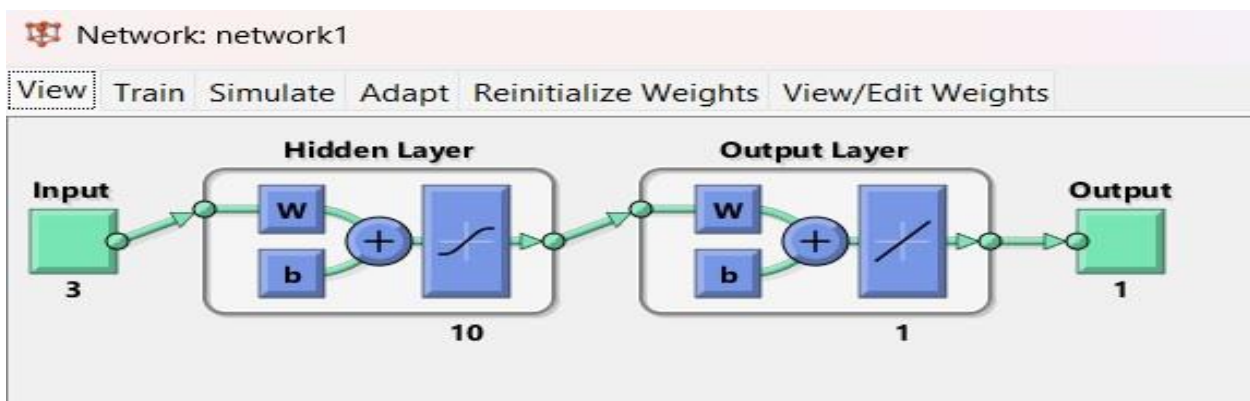 Network: network1
View Train Simulate Adapt Reinitialize Weights View/Edit Weights
Hidden Layer Output Layer
Input Output
W W
+ +
b b
3 1
10 1